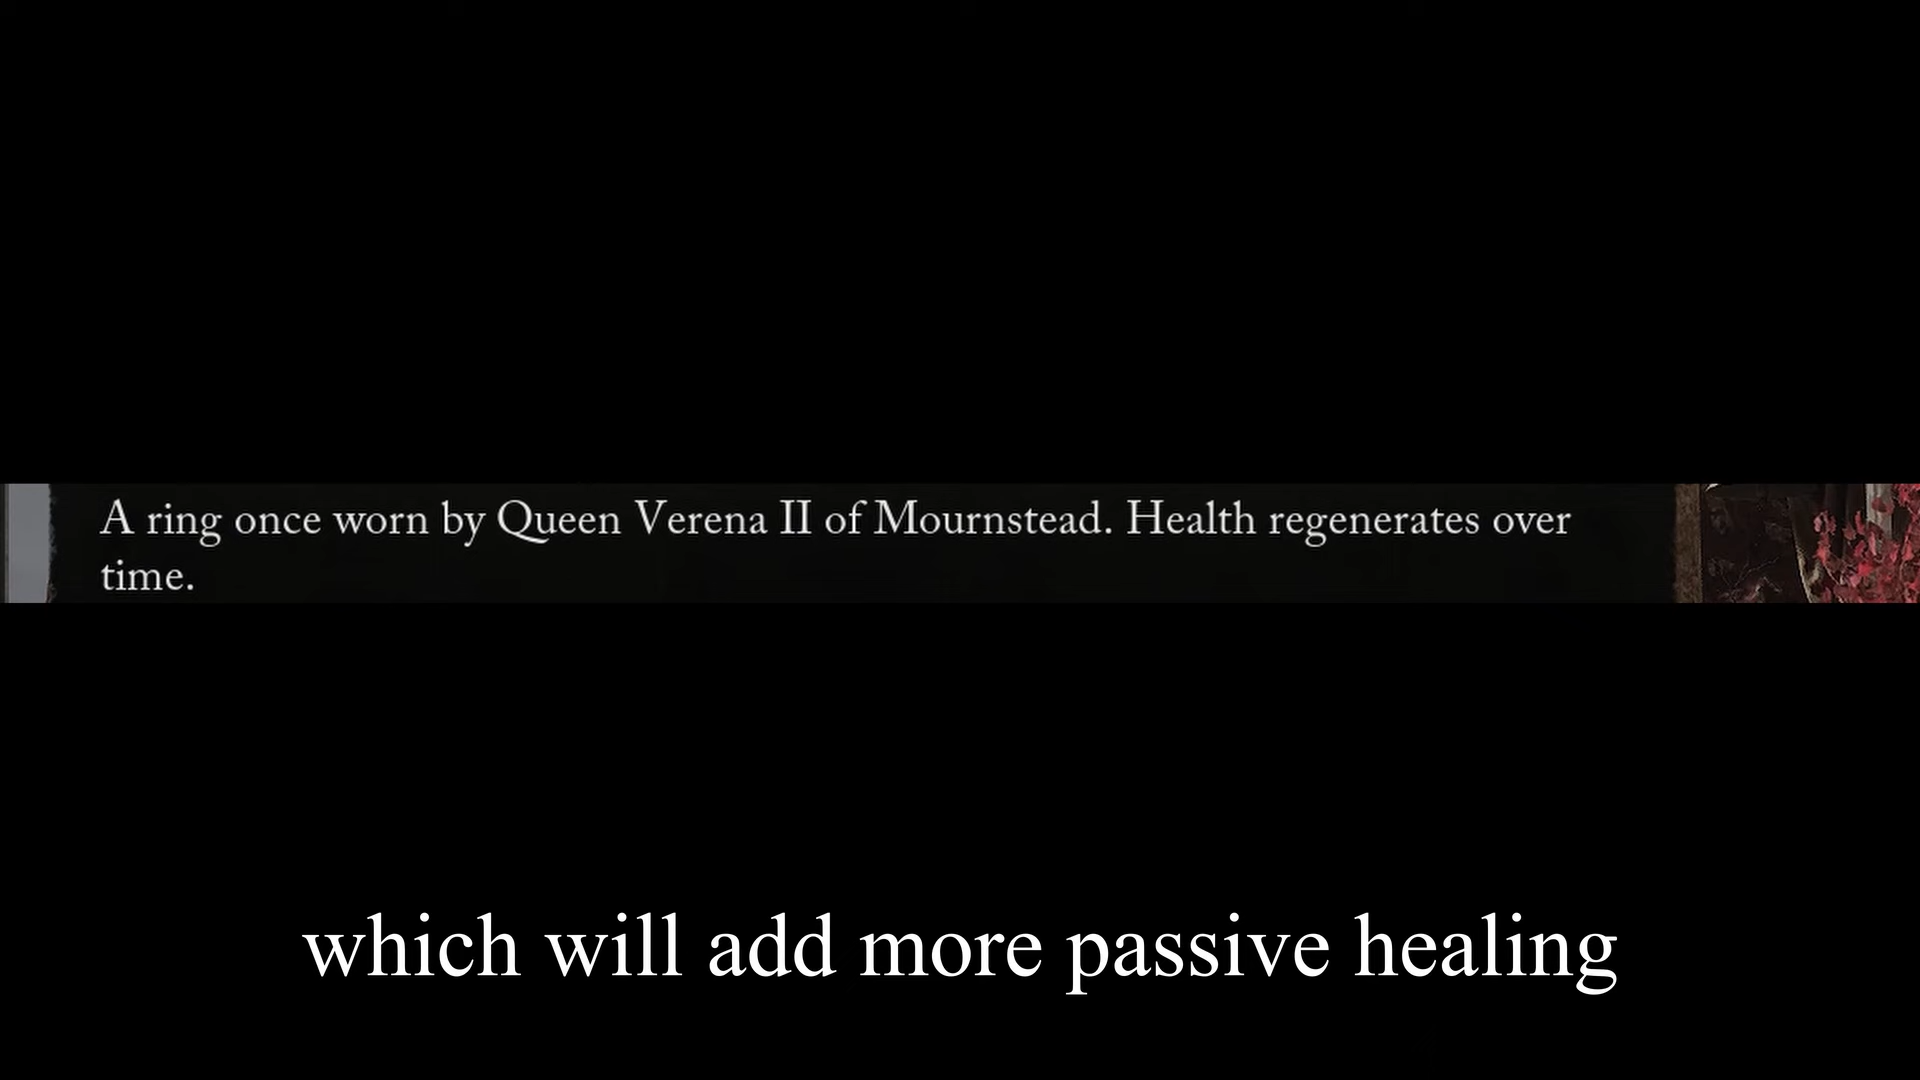 A ring once worn by Queen Verena II of Mournstead. Health regenerates over
time.
which will add more passive healing